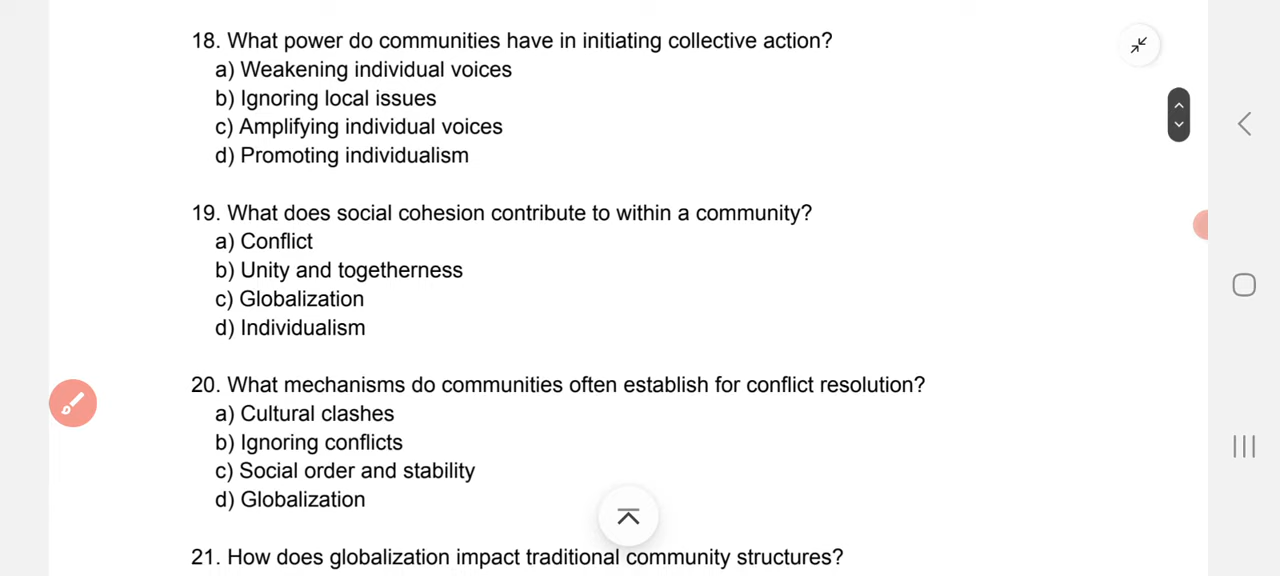 18. What power do communities have in initiating collective action?
a) Weakening individual voices
b) Ignoring local issues
c) Amplifying individual voices
d) Promoting individualism
19. What does social cohesion contribute to within a community?
a) Conflict
b) Unity and togetherness
c) Globalization
d) Individualism
20. What mechanisms do communities often establish for conflict resolution?
a) Cultural clashes
b) Ignoring conflicts
c) Social order and stability
d) Globalization
21. How does globalization impact traditional community structures?